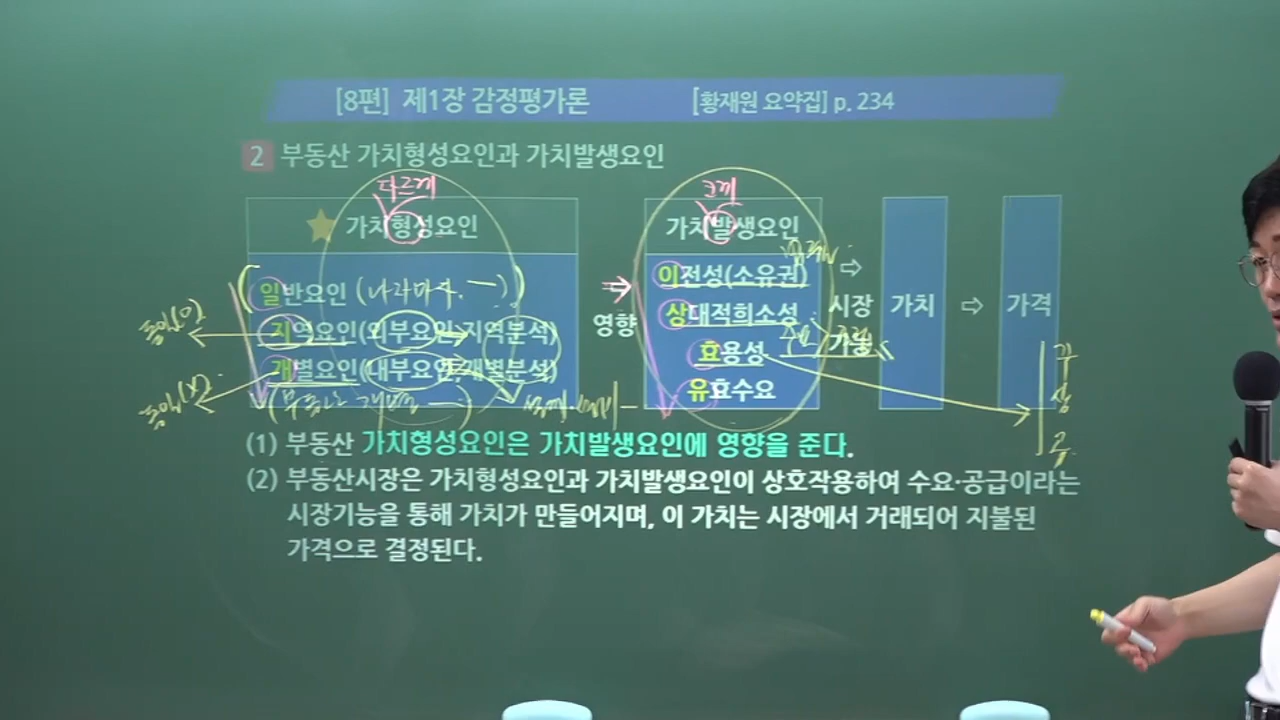 [8편] 제1장 감정평가론 [황재원 요약집] p. 234
2 부동산 가치형성요인과 가치발생요인
다르게 크게
가치형성요인 가치발생요인
일반요인 (나라마다
지역요인(외부요인,지역분석)
개별요인(내부요인,개별분석)
영향
이전성(소유권)
상대적희소성
효용성
유효수요
시장
가치
가격
(1) 부동산 가치형성요인은 가치발생요인에 영향을 준다.
(2) 부동산시장은 가치형성요인과 가치발생요인이 상호작용하여 수요·공급이라는
시장기능을 통해 가치가 만들어지며, 이 가치는 시장에서 거래되어 지불된
가격으로 결정된다.